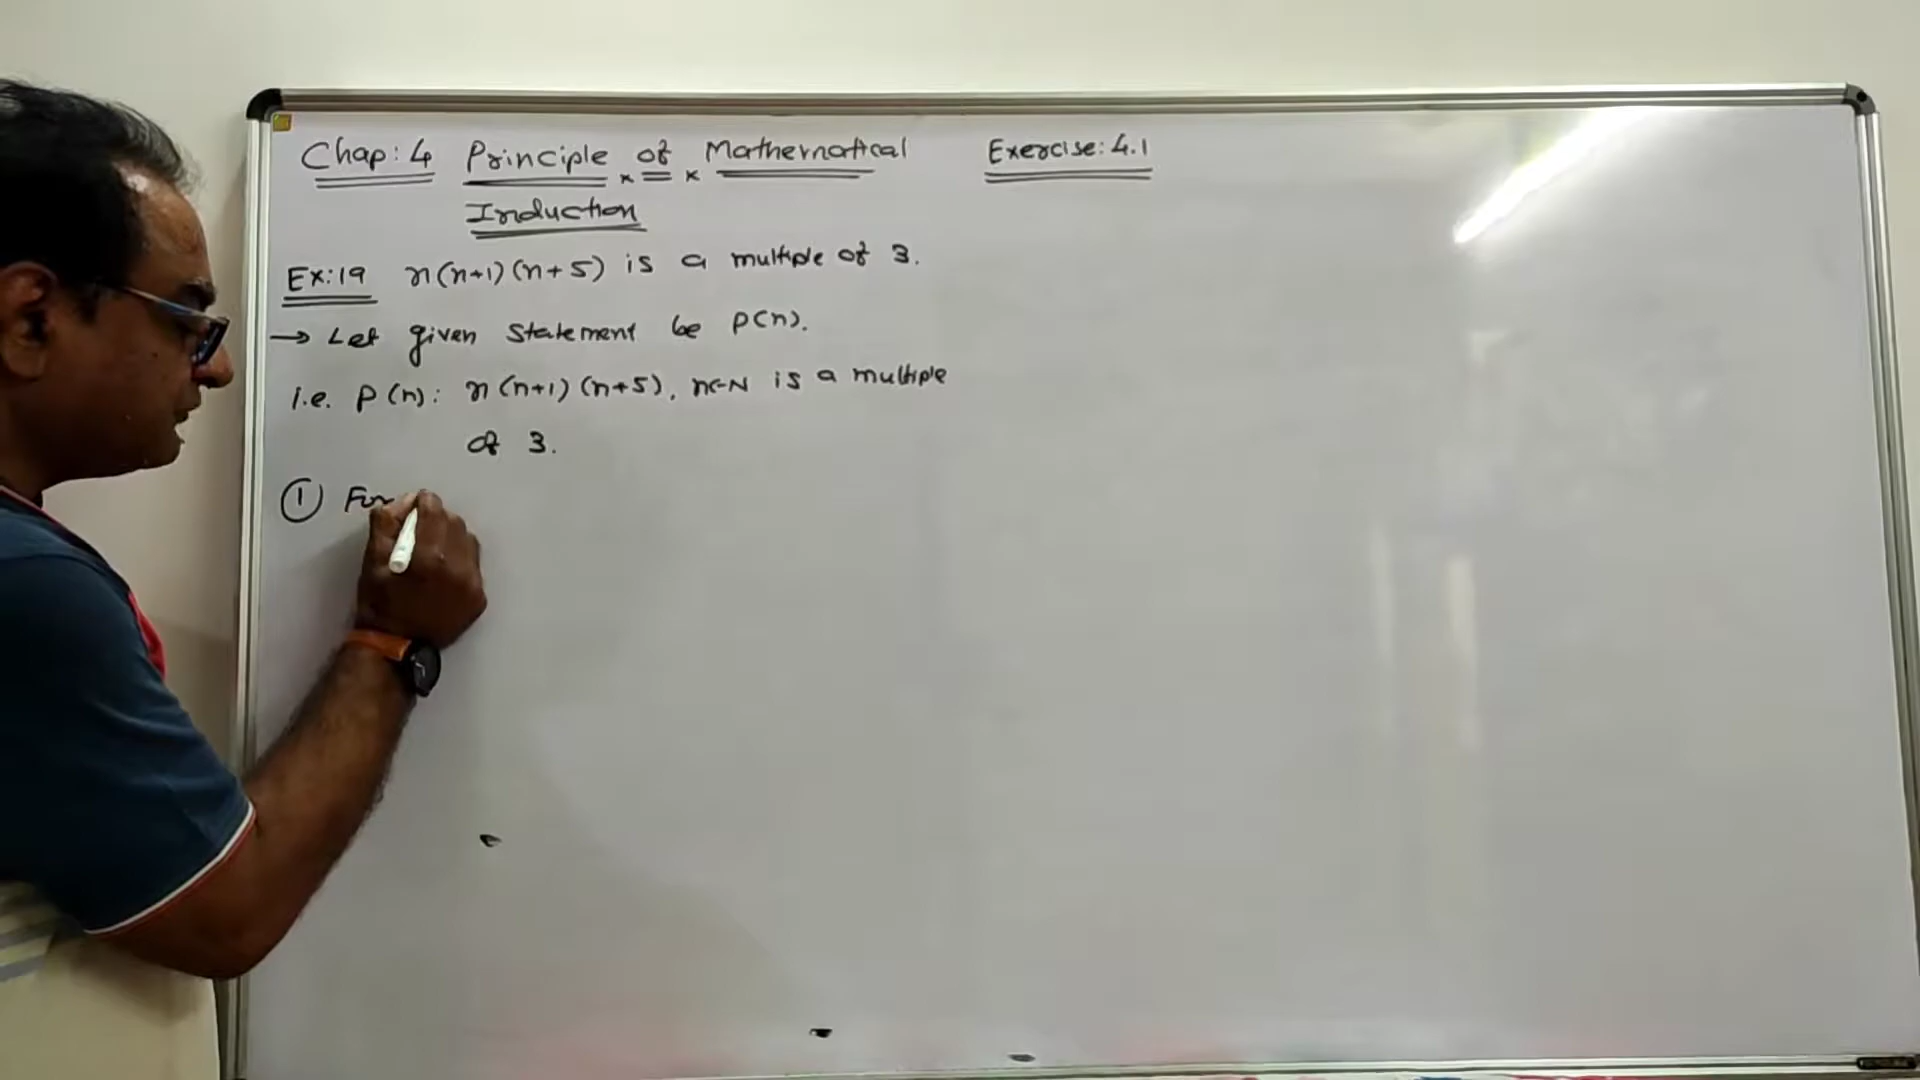 Chap: 4 Principle of Mathematical Exercise: 4.1
Induction
Ex:19 n(n+1)(n+5) is a multiple of 3.
→ Let given statement be P(n).
i.e. P(n): n(n+1)(n+5), n∈N is a multiple
of 3.
① For